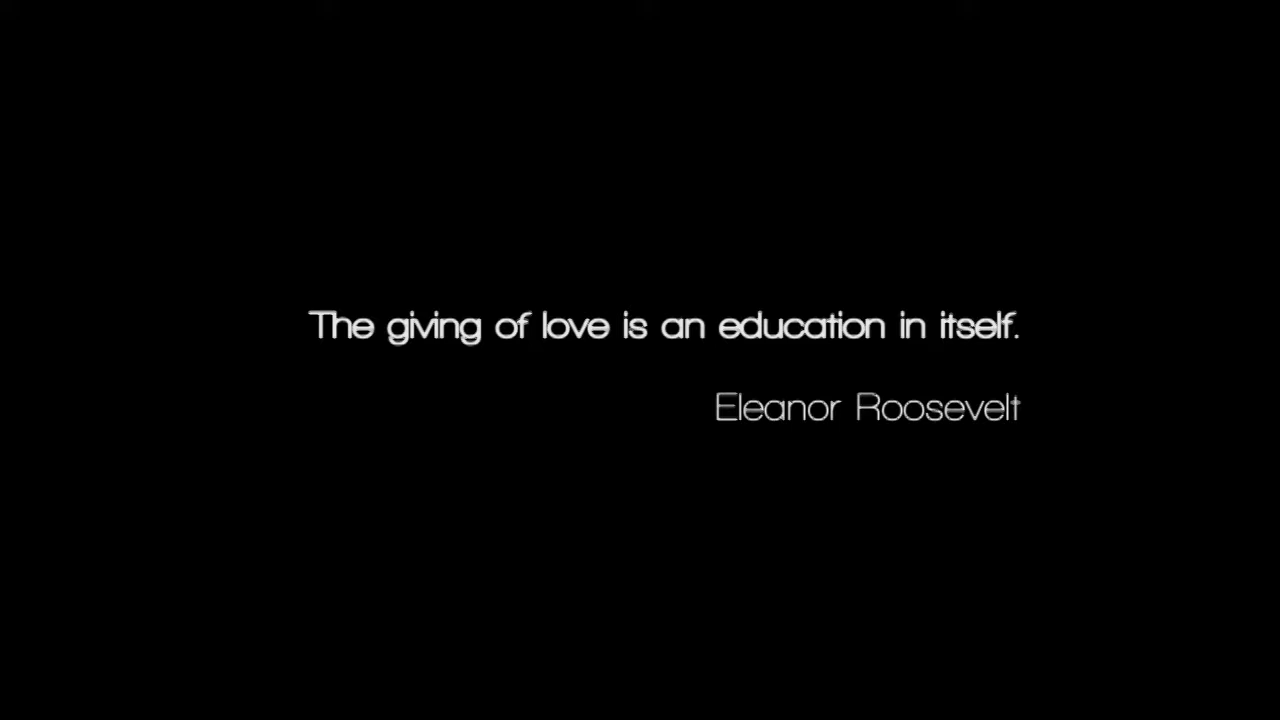 The giving of love is an education in itself.
Eleanor Roosevelt